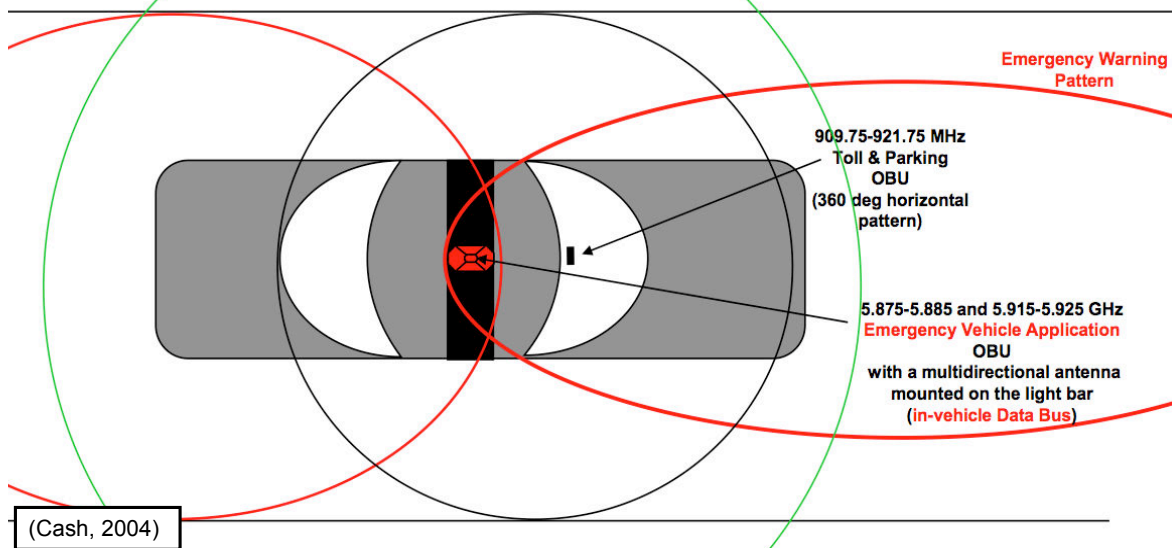 Emergency Warning
Pattern
909.75-921.75 MHz
Toll & Parking
OBU
(360 deg horizontal
pattern)
5.875-5.885 and 5.915-5.925 GHz
Emergency Vehicle Application
OBU
with a multidirectional antenna
mounted on the light bar
(in-vehicle Data Bus)
(Cash, 2004)